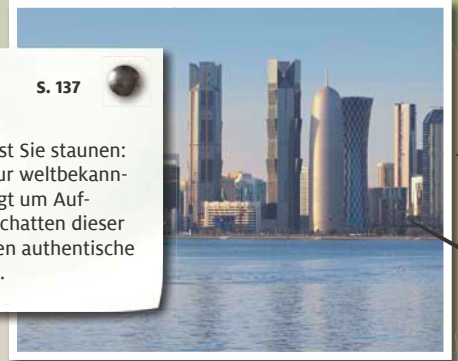 S. 137
st Sie staunen:
ur weltbekann-
gt um Auf-
chatten dieser
en authentische
.